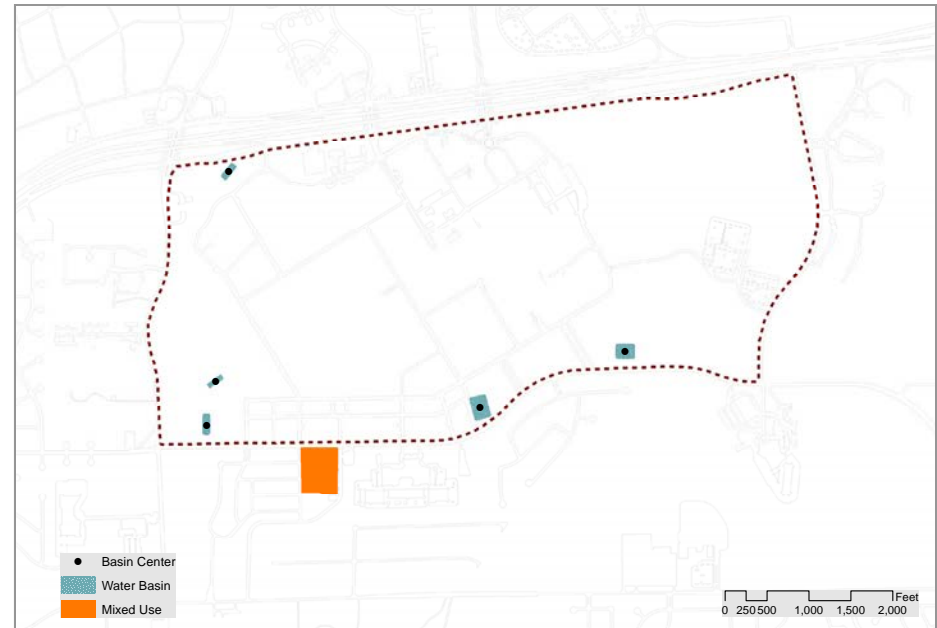 Basin Center
Water Basin
Mixed Use
Feet
0 250 500 1,000 1,500 2,000